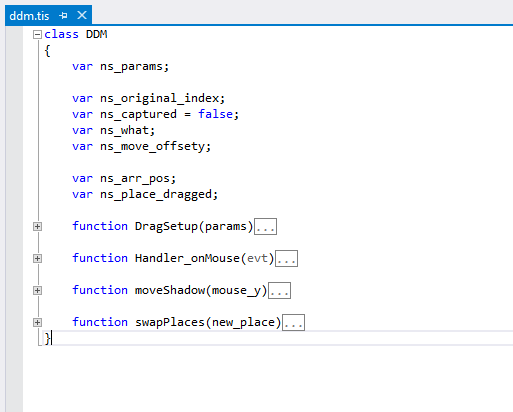 ddm.tis
class DDM
{
var ns_params;
var ns_original_index;
var ns_captured = false;
var ns_what;
var ns_move_offsety;
var ns_arr_pos;
var ns_place_dragged;
function DragSetup(params)...
function Handler_onMouse(evt)...
function moveShadow(mouse_y)...
function swapPlaces(new_place)...
}